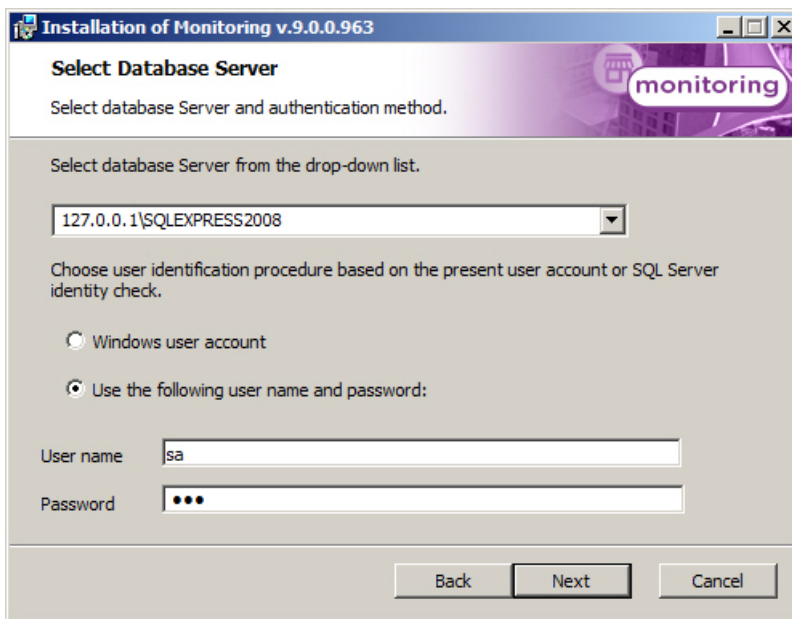 Installation of Monitoring v.9.0.0.963
Select Database Server
Select database Server and authentication method.
monitoring
Select database Server from the drop-down list.
127.0.0.1\SQLEXPRESS2008
Choose user identification procedure based on the present user account or SQL Server
identity check.
Windows user account
Use the following user name and password:
User name sa
Password •••
Back Next Cancel